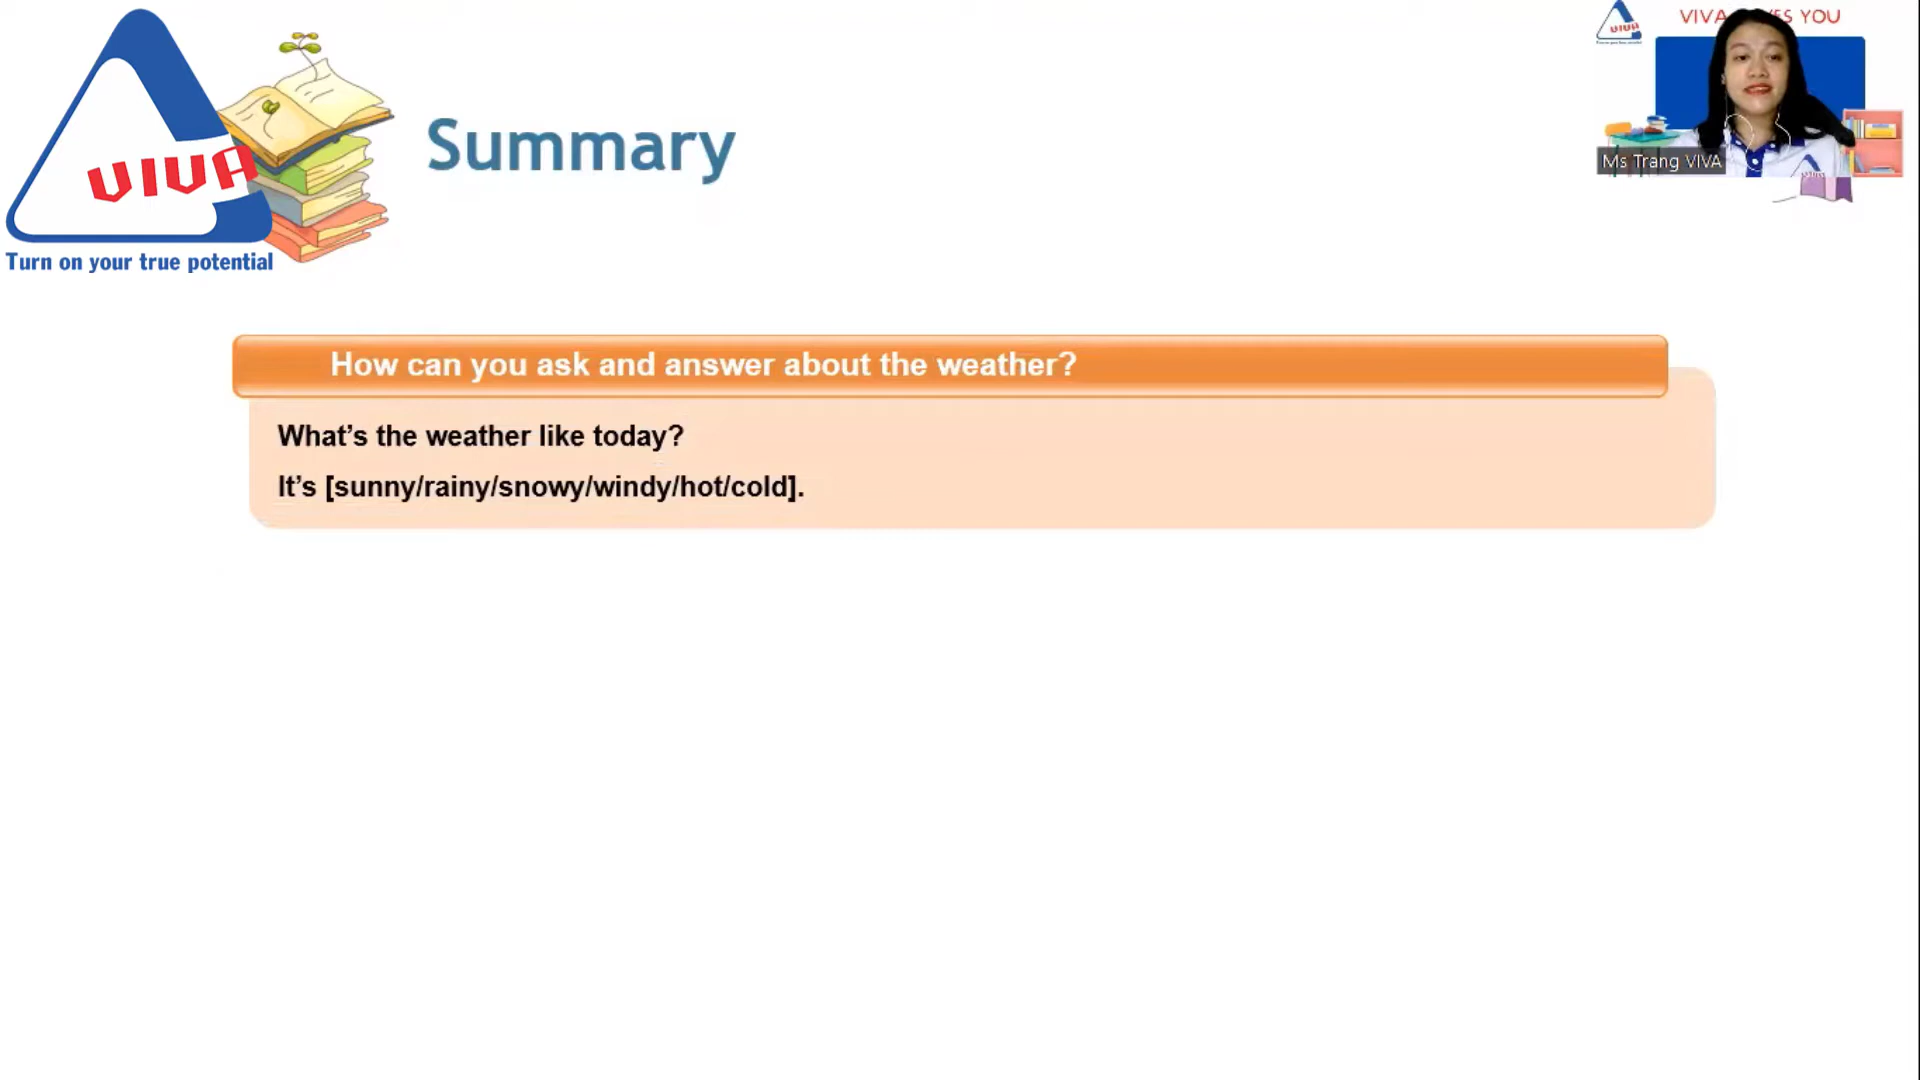 VIVA
Turn on your true potential
Summary
VIVA
Ms Trang VIVA
How can you ask and answer about the weather?
What's the weather like today?
It's [sunny/rainy/snowy/windy/hot/cold].